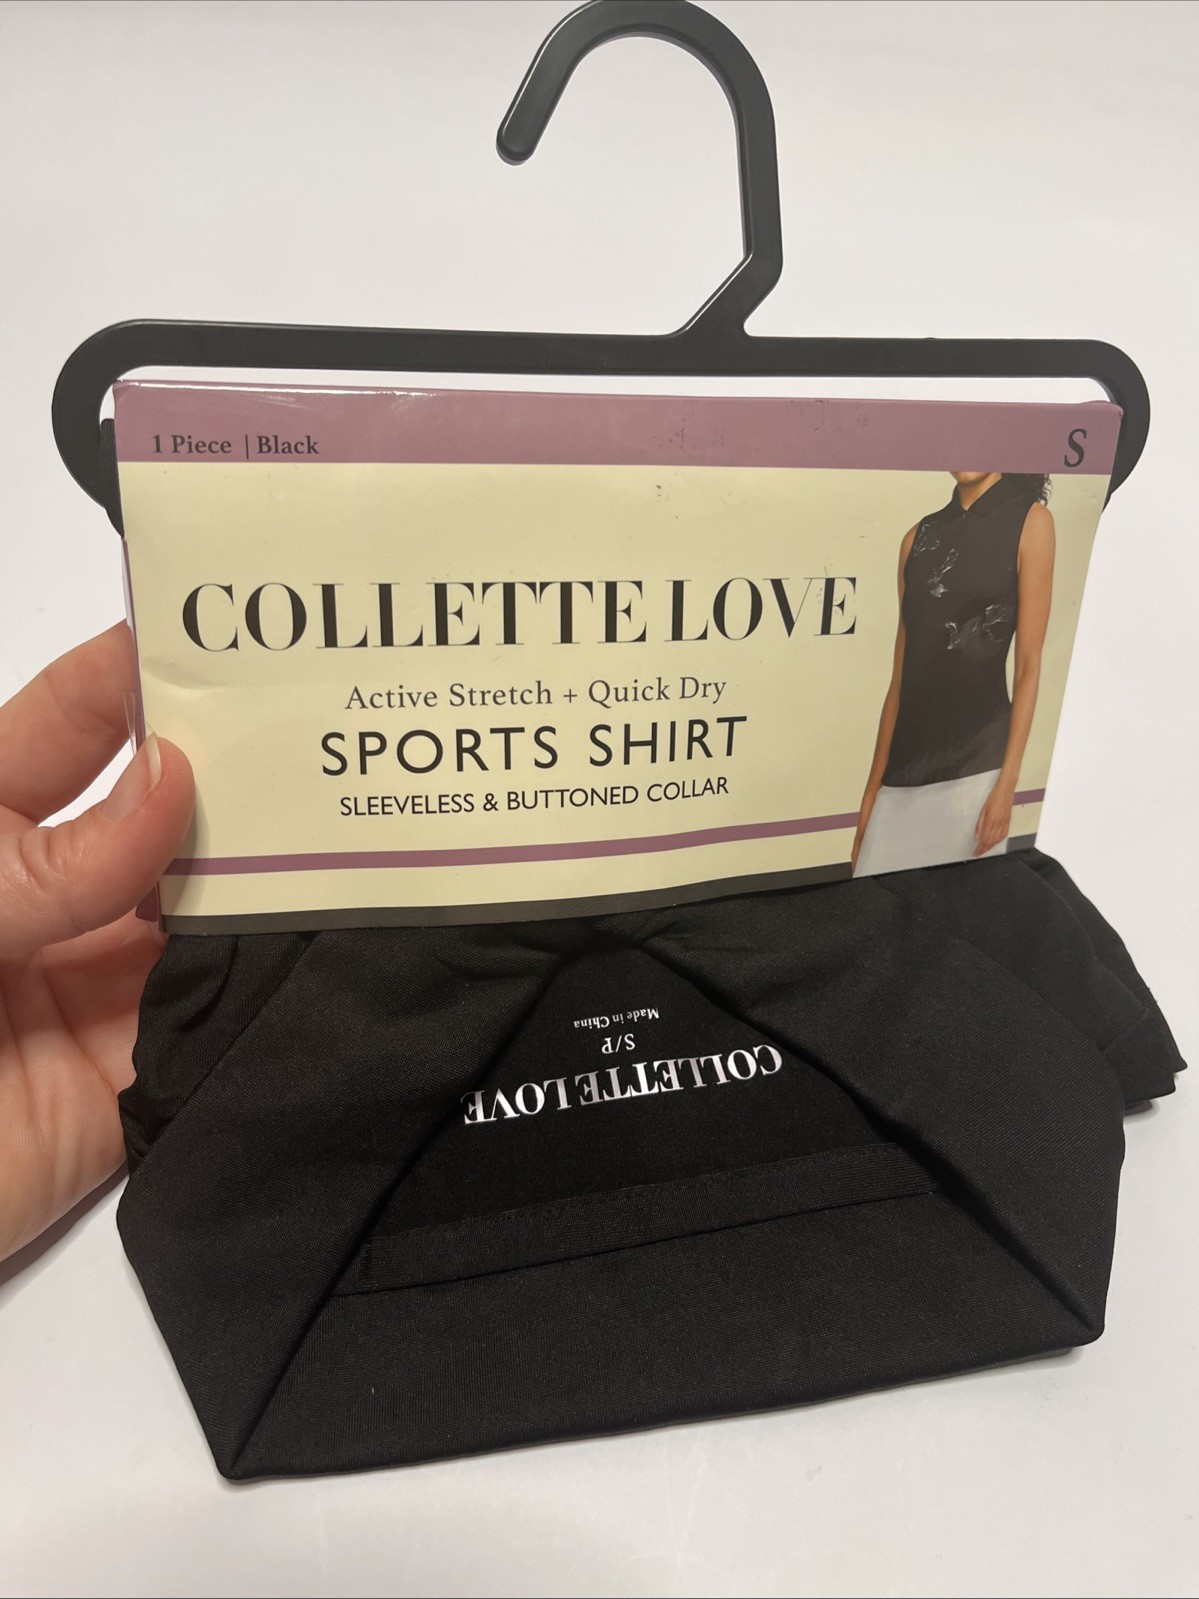 1 Piece | Black
S
COLLETTE LOVE
Active Stretch + Quick Dry
SPORTS SHIRT
SLEEVELESS & BUTTONED COLLAR
COLLETTE LOVE
S/P
Made in China